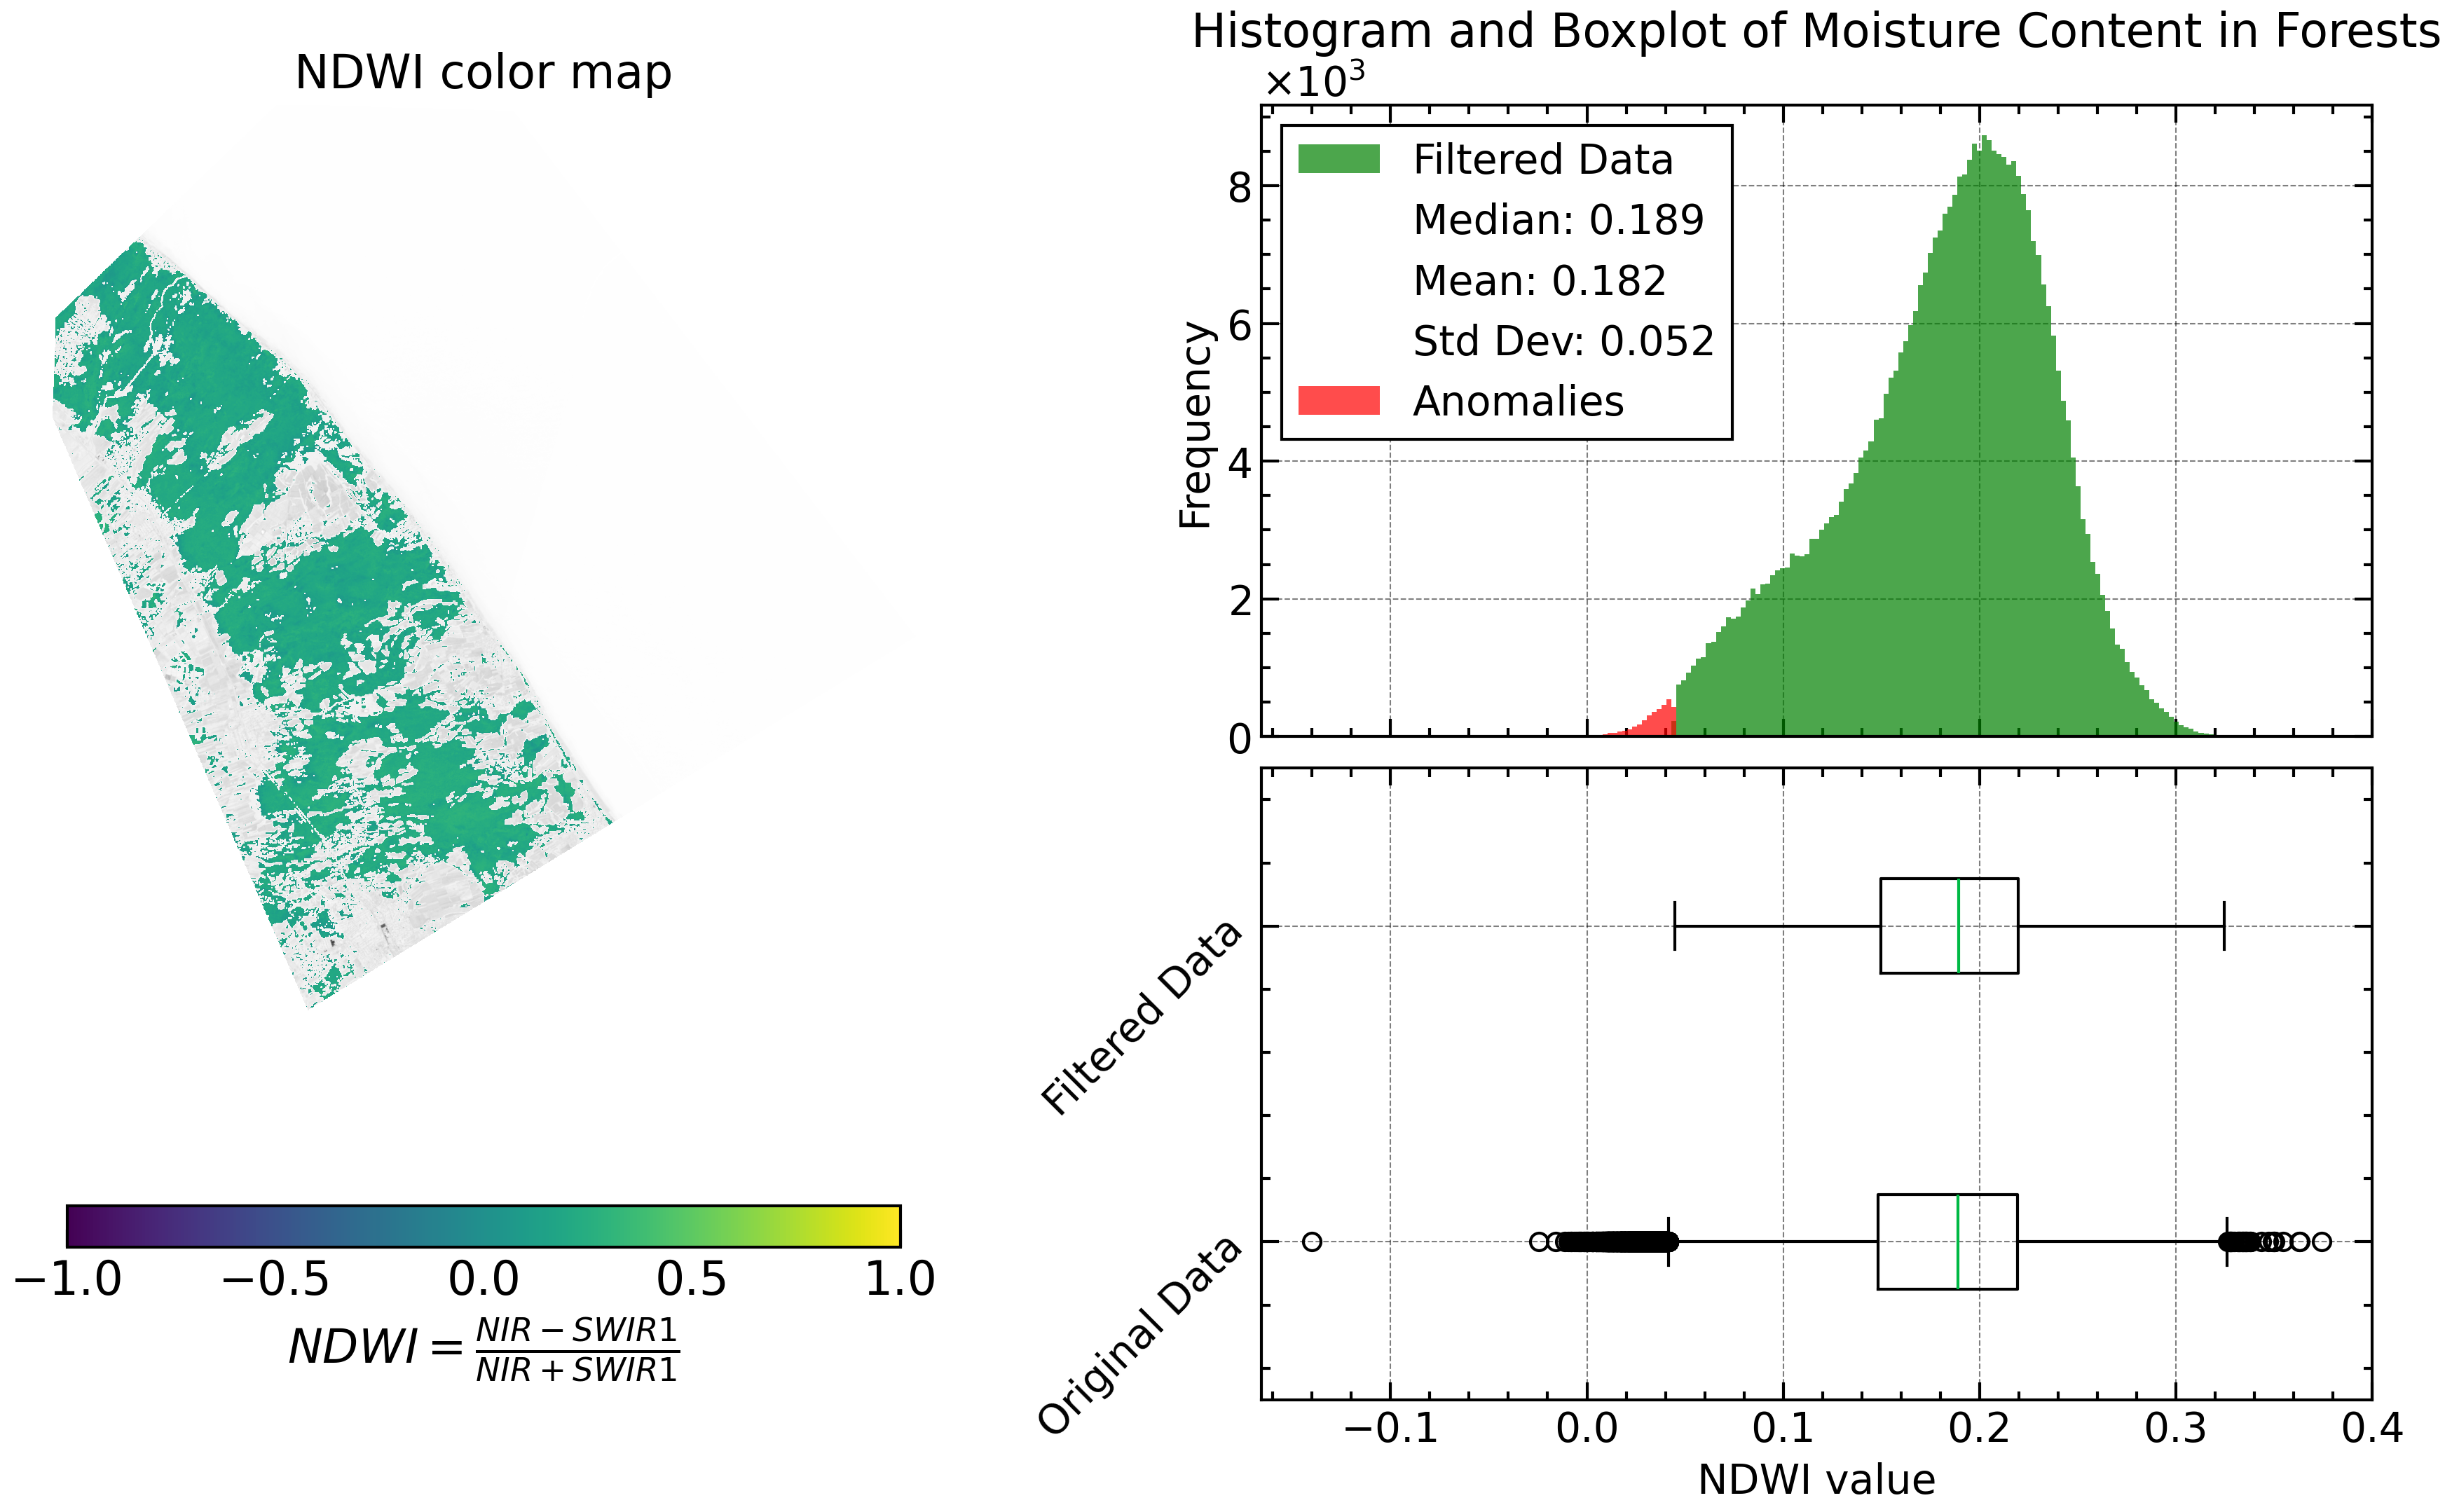 NDWI color map
−1.0 −0.5 0.0 0.5 1.0
NDWI = NIR − SWIR1 / NIR + SWIR1
Histogram and Boxplot of Moisture Content in Forests
×10³
Frequency
8
6
4
2
0
Filtered Data
Median: 0.189
Mean: 0.182
Std Dev: 0.052
Anomalies
Filtered Data
Original Data
−0.1 0.0 0.1 0.2 0.3 0.4
NDWI value